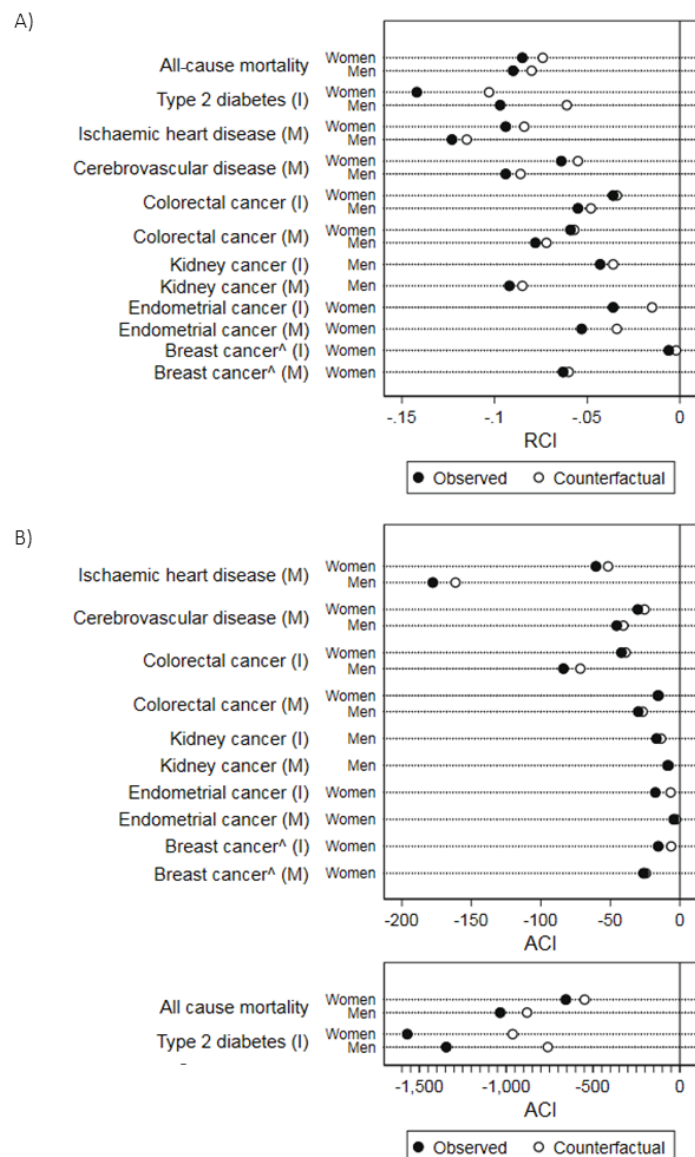 A)
Women
All-cause mortality
Men
Women
Type 2 diabetes (I)
Men
Women
Ischaemic heart disease (M)
Men
Women
Cerebrovascular disease (M)
Men
Women
Colorectal cancer (I)
Men
Women
Colorectal cancer (M)
Men
Kidney cancer (I) Men
Kidney cancer (M) Men
Endometrial cancer (I) Women
Endometrial cancer (M) Women
Breast cancer^ (I) Women
Breast cancer^ (M) Women
-.15 -.1 -.05 0
RCI
Observed Counterfactual
B)
Women
Ischaemic heart disease (M)
Men
Women
Cerebrovascular disease (M)
Men
Women
Colorectal cancer (I)
Men
Women
Colorectal cancer (M)
Men
Kidney cancer (I) Men
Kidney cancer (M) Men
Endometrial cancer (I) Women
Endometrial cancer (M) Women
Breast cancer^ (I) Women
Breast cancer^ (M) Women
-200 -150 -100 -50 0
ACI
Women
All cause mortality
Men
Women
Type 2 diabetes (I)
Men
-1,500 -1,000 -500 0
ACI
Observed Counterfactual